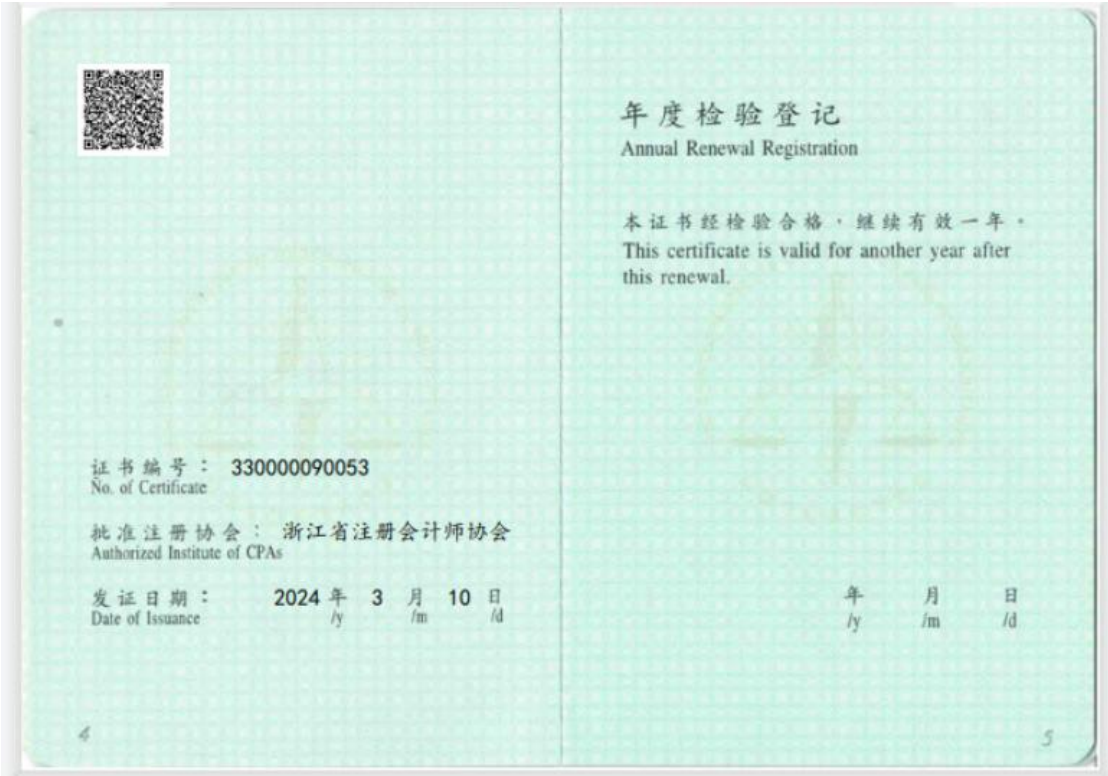 证书编号： 330000090053
No. of Certificate
批准注册协会： 浙江省注册会计师协会
Authorized Institute of CPAs
发证日期： 2024 年 3 月 10 日
Date of Issuance /y /m /d
4
年度检验登记
Annual Renewal Registration
本证书经检验合格，继续有效一年。
This certificate is valid for another year after
this renewal.
年 月 日
/y /m /d
5